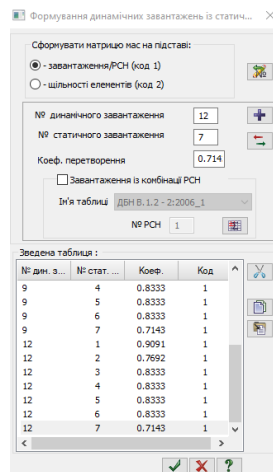 Формування динамічних завантажень із статич...
Сформувати матрицю мас на підставі:
- завантаження/РСН (код 1)
- щільності елементів (код 2)
№ динамічного завантаження 12
№ статичного завантаження 7
Коеф. перетворення 0.714
Завантаження із комбінації РСН
Ім'я таблиці ДБН В.1.2 - 2:2006_1
№ РСН 1
Зведена таблиця :
№ дин. з... № стат. ... Коеф. Код
9 4 0.8333 1
9 5 0.8333 1
9 6 0.8333 1
9 7 0.7143 1
12 1 0.9091 1
12 2 0.7692 1
12 3 0.8333 1
12 4 0.8333 1
12 5 0.8333 1
12 6 0.8333 1
12 7 0.7143 1